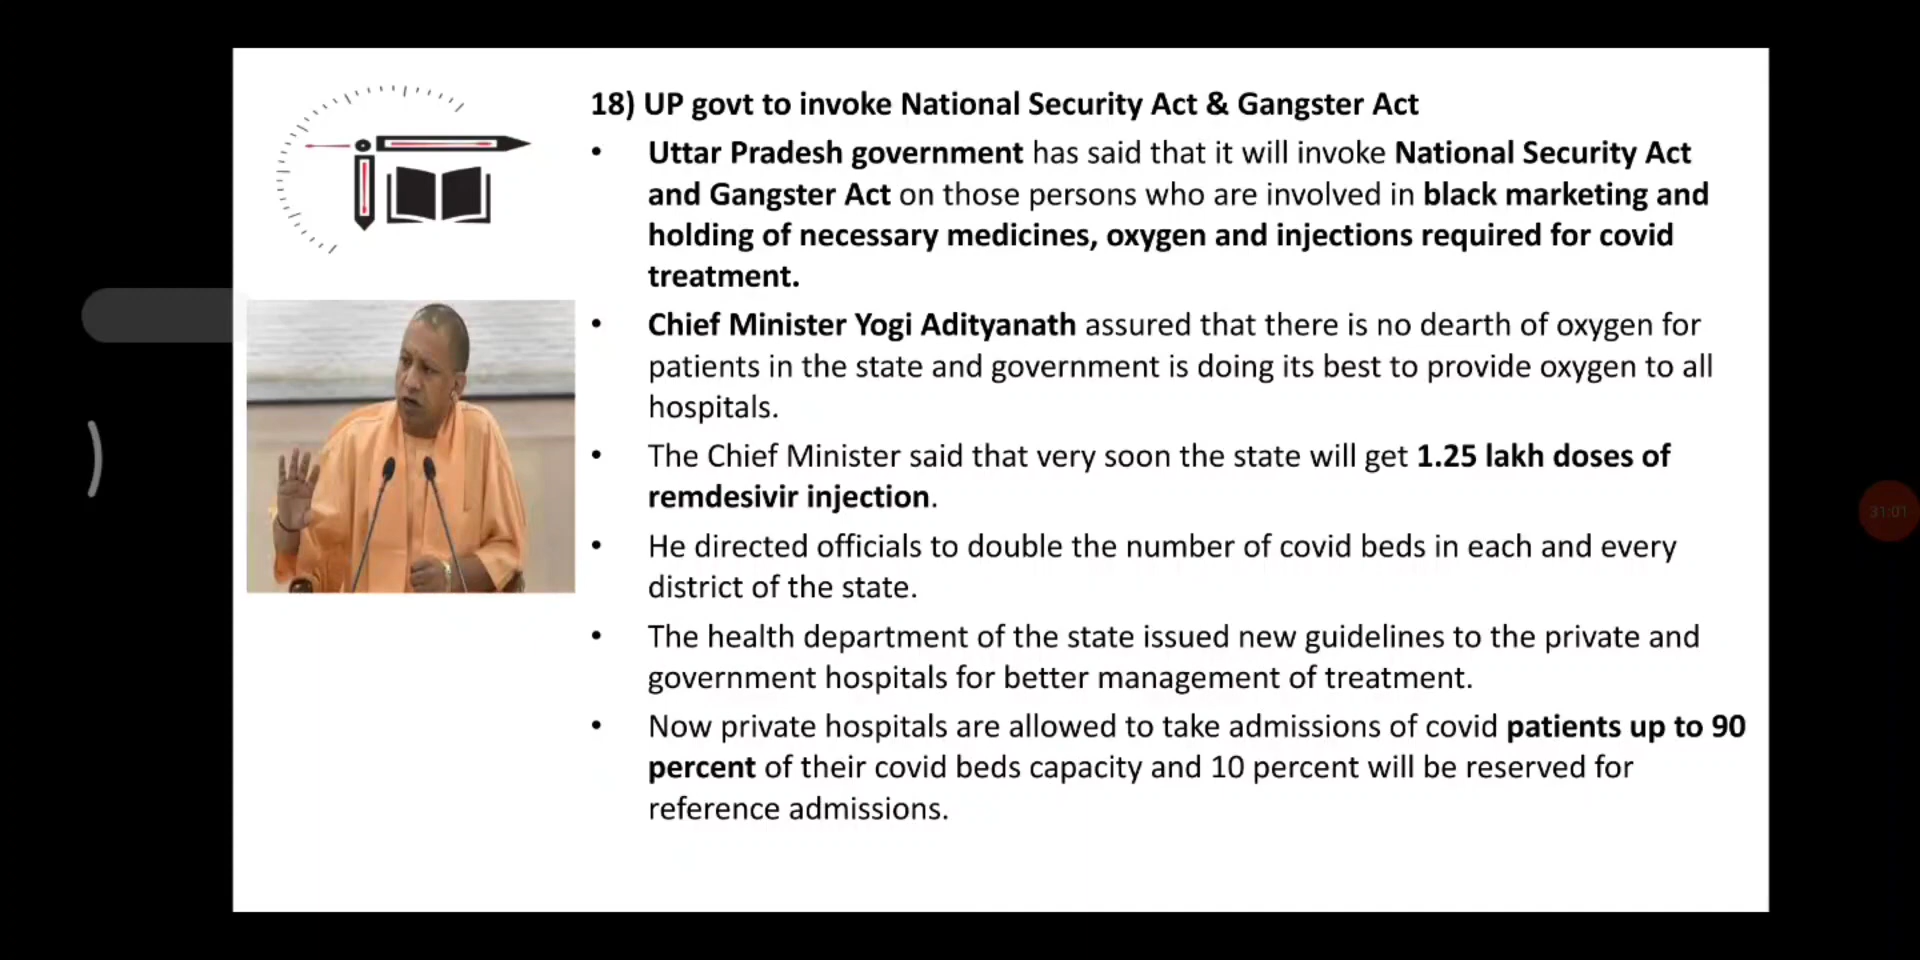 18) UP govt to invoke National Security Act & Gangster Act
• Uttar Pradesh government has said that it will invoke National Security Act
and Gangster Act on those persons who are involved in black marketing and
holding of necessary medicines, oxygen and injections required for covid
treatment.
• Chief Minister Yogi Adityanath assured that there is no dearth of oxygen for
patients in the state and government is doing its best to provide oxygen to all
hospitals.
• The Chief Minister said that very soon the state will get 1.25 lakh doses of
remdesivir injection.
• He directed officials to double the number of covid beds in each and every
district of the state.
• The health department of the state issued new guidelines to the private and
government hospitals for better management of treatment.
• Now private hospitals are allowed to take admissions of covid patients up to 90
percent of their covid beds capacity and 10 percent will be reserved for
reference admissions.
31:01